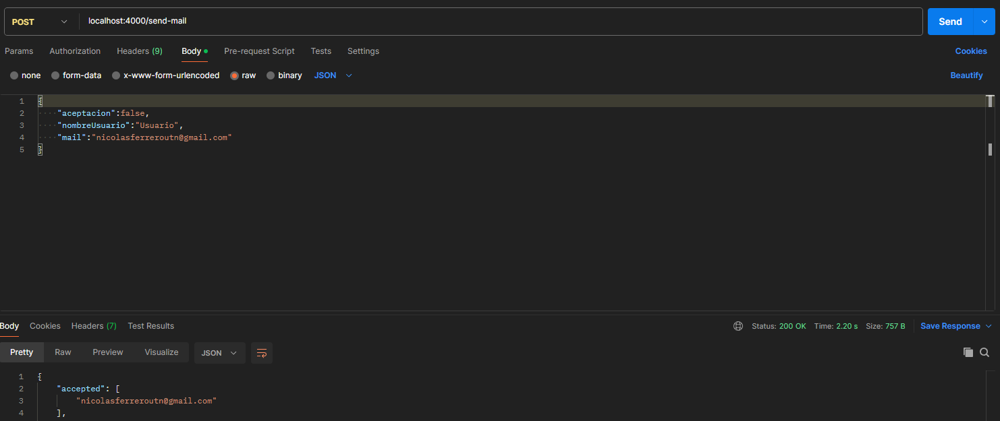 POST localhost:4000/send-mail Send
Params Authorization Headers (9) Body Pre-request Script Tests Settings Cookies
none form-data x-www-form-urlencoded raw binary JSON Beautify
1 {
2 ····"aceptacion":false,
3 ····"nombreUsuario":"Usuario",
4 ····"mail":"nicolasferreroutn@gmail.com"
5 }
Body Cookies Headers (7) Test Results Status: 200 OK Time: 2.20 s Size: 757 B Save Response
Pretty Raw Preview Visualize JSON
1 {
2 "accepted": [
3 "nicolasferreroutn@gmail.com"
4 ],